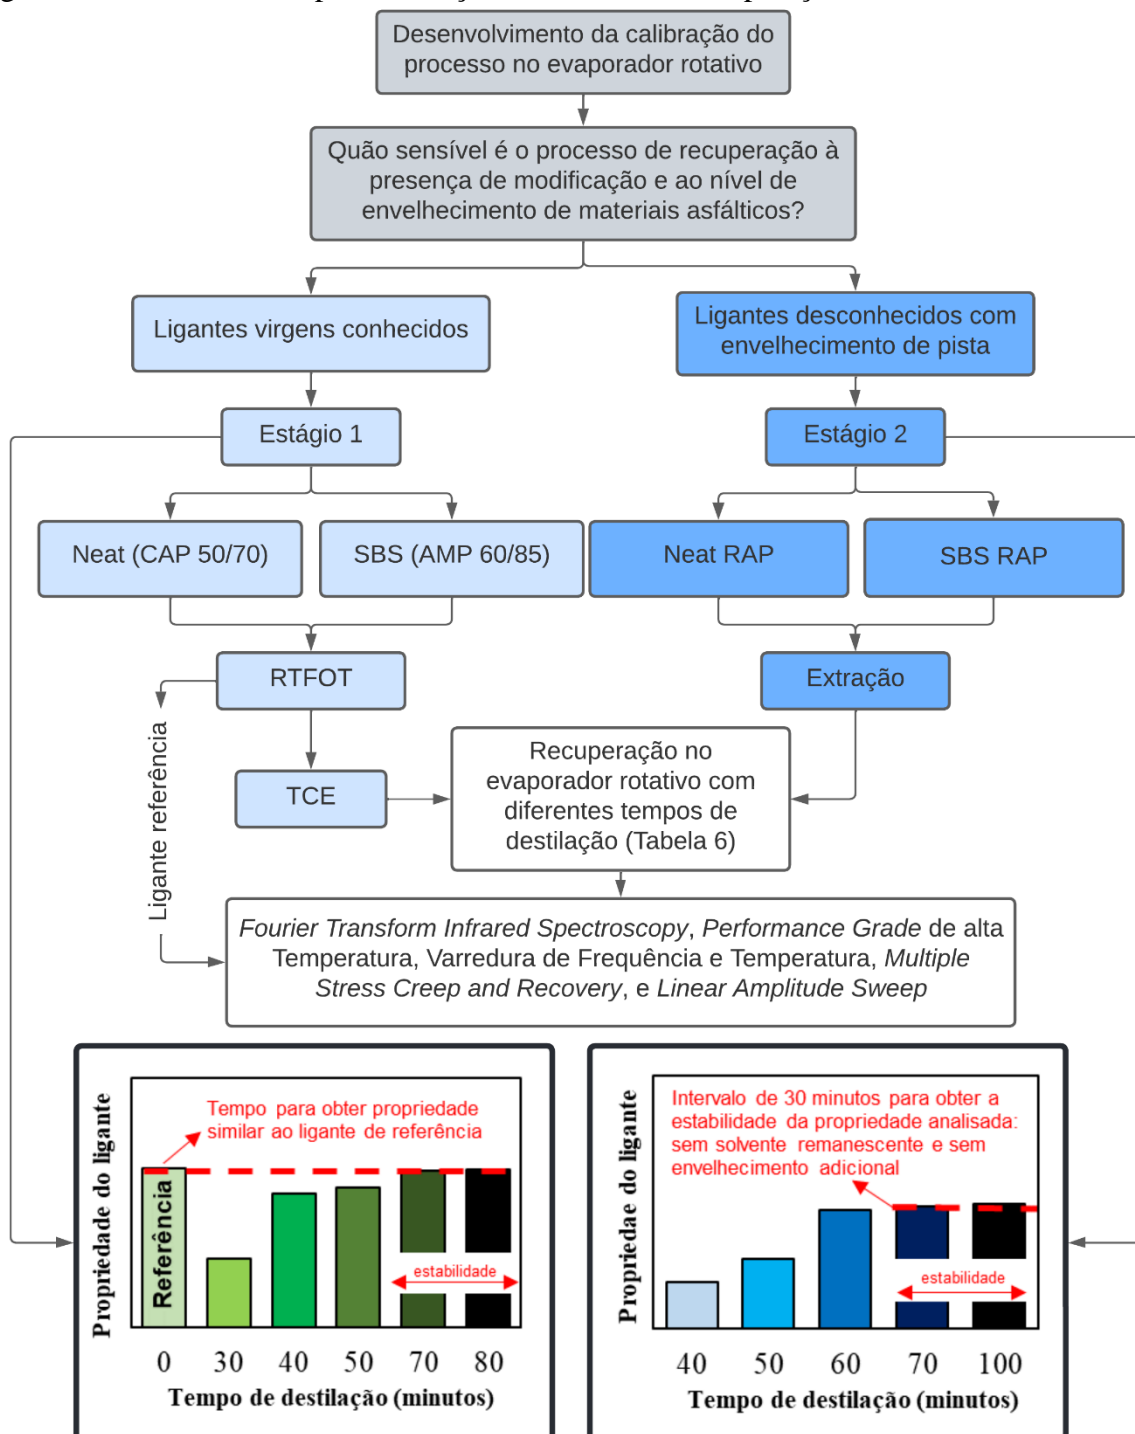 Desenvolvimento da calibração do
processo no evaporador rotativo
Quão sensível é o processo de recuperação à
presença de modificação e ao nível de
envelhecimento de materiais asfálticos?
Ligantes virgens conhecidos
Ligantes desconhecidos com
envelhecimento de pista
Estágio 1
Estágio 2
Neat (CAP 50/70)
SBS (AMP 60/85)
Neat RAP
SBS RAP
RTFOT
Extração
Ligante referência
TCE
Recuperação no
evaporador rotativo com
diferentes tempos de
destilação (Tabela 6)
Fourier Transform Infrared Spectroscopy, Performance Grade de alta
Temperatura, Varredura de Frequência e Temperatura, Multiple
Stress Creep and Recovery, e Linear Amplitude Sweep
Propriedade do ligante
Tempo para obter propriedade
similar ao ligante de referência
Referência
estabilidade
0 30 40 50 70 80
Tempo de destilação (minutos)
Propriedae do ligante
Intervalo de 30 minutos para obter a
estabilidade da propriedade analisada:
sem solvente remanescente e sem
envelhecimento adicional
estabilidade
40 50 60 70 100
Tempo de destilação (minutos)